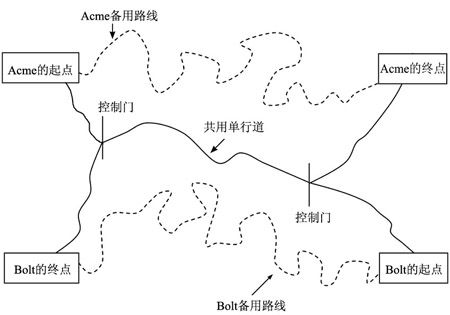 Acme备用路线
Acme的起点
Acme的终点
控制门
共用单行道
控制门
Bolt的终点
Bolt的起点
Bolt备用路线